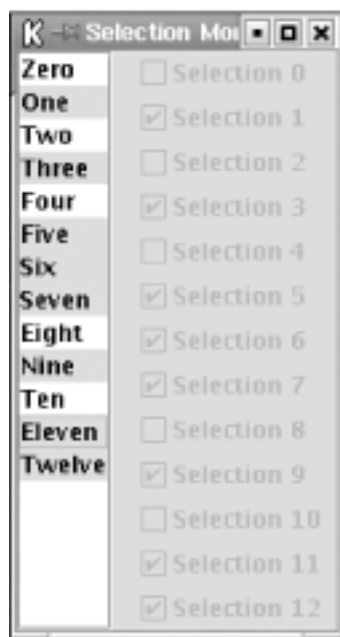 Selection Mo
Zero
One
Two
Three
Four
Five
Six
Seven
Eight
Nine
Ten
Eleven
Twelve
Selection 0
Selection 1
Selection 2
Selection 3
Selection 4
Selection 5
Selection 6
Selection 7
Selection 8
Selection 9
Selection 10
Selection 11
Selection 12